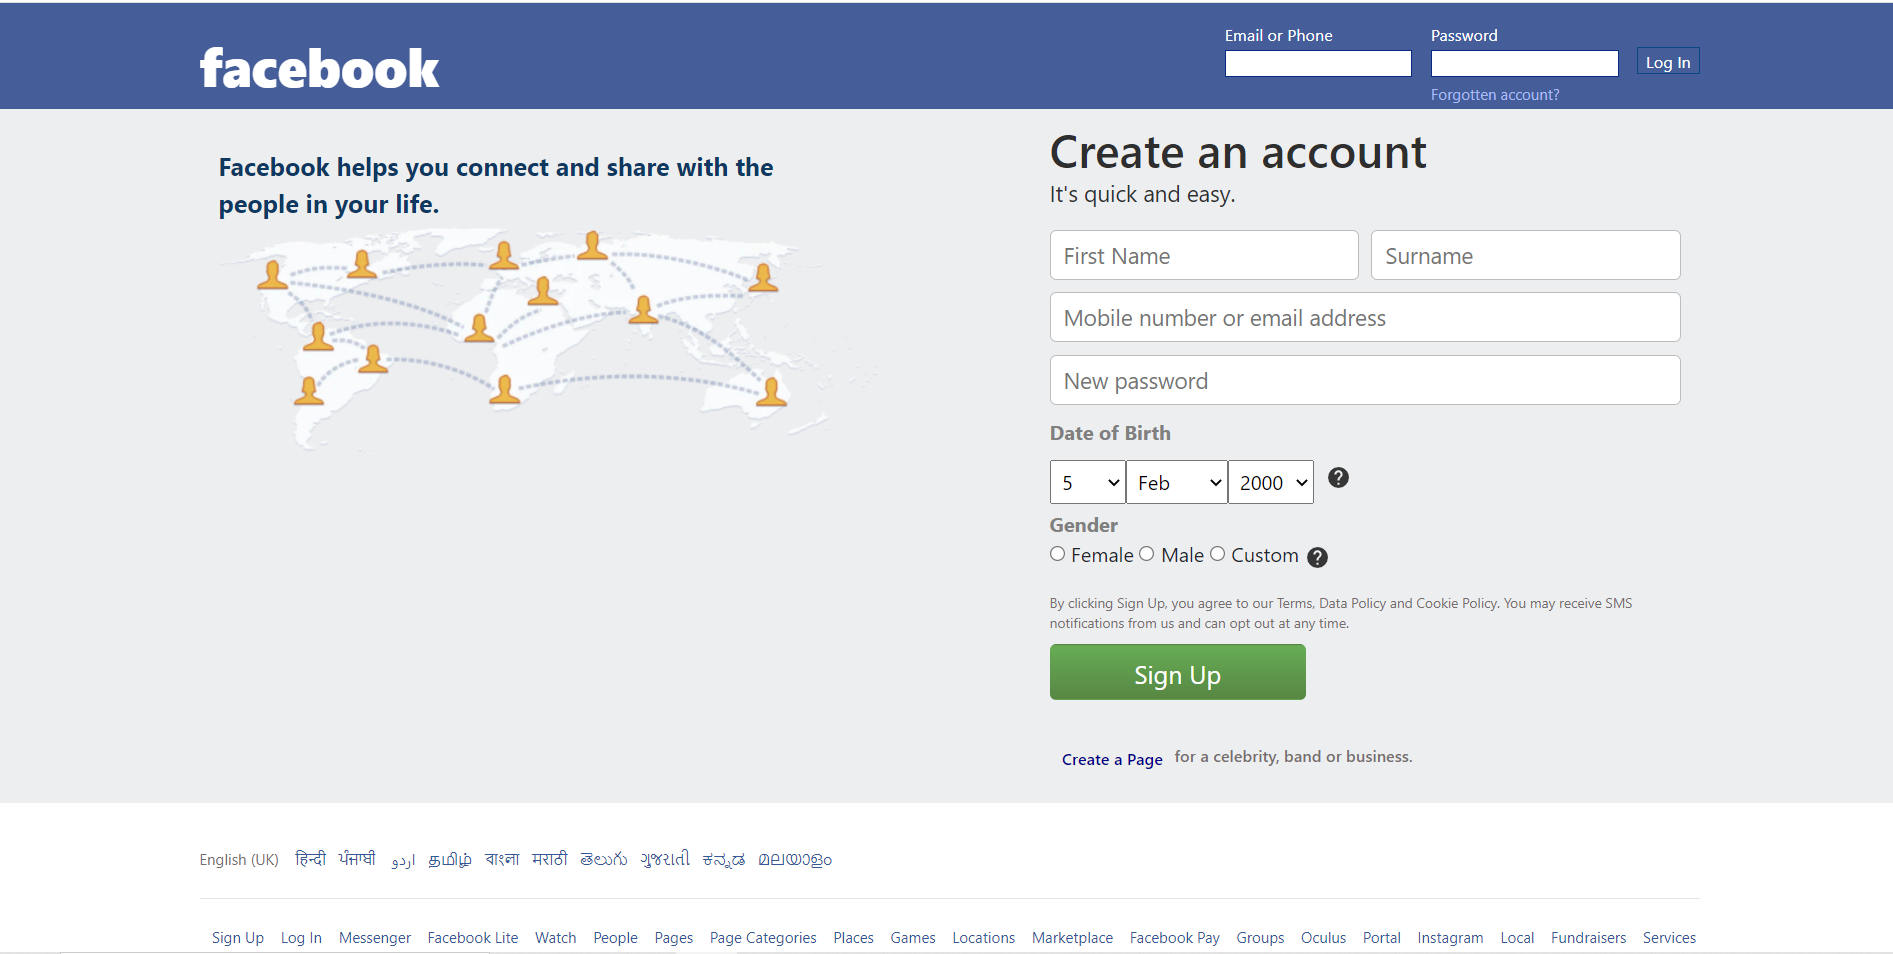 facebook
Email or Phone
Password
Log In
Forgotten account?
Facebook helps you connect and share with the
people in your life.
Create an account
It's quick and easy.
First Name
Surname
Mobile number or email address
New password
Date of Birth
5 Feb 2000 ?
Gender
Female Male Custom ?
By clicking Sign Up, you agree to our Terms, Data Policy and Cookie Policy. You may receive SMS
notifications from us and can opt out at any time.
Sign Up
Create a Page for a celebrity, band or business.
English (UK) हिन्दी ਪੰਜਾਬੀ اردو தமிழ் বাংলা मराठी తెలుగు ગુજરાતી ಕನ್ನಡ മലയാളം
Sign Up Log In Messenger Facebook Lite Watch People Pages Page Categories Places Games Locations Marketplace Facebook Pay Groups Oculus Portal Instagram Local Fundraisers Services